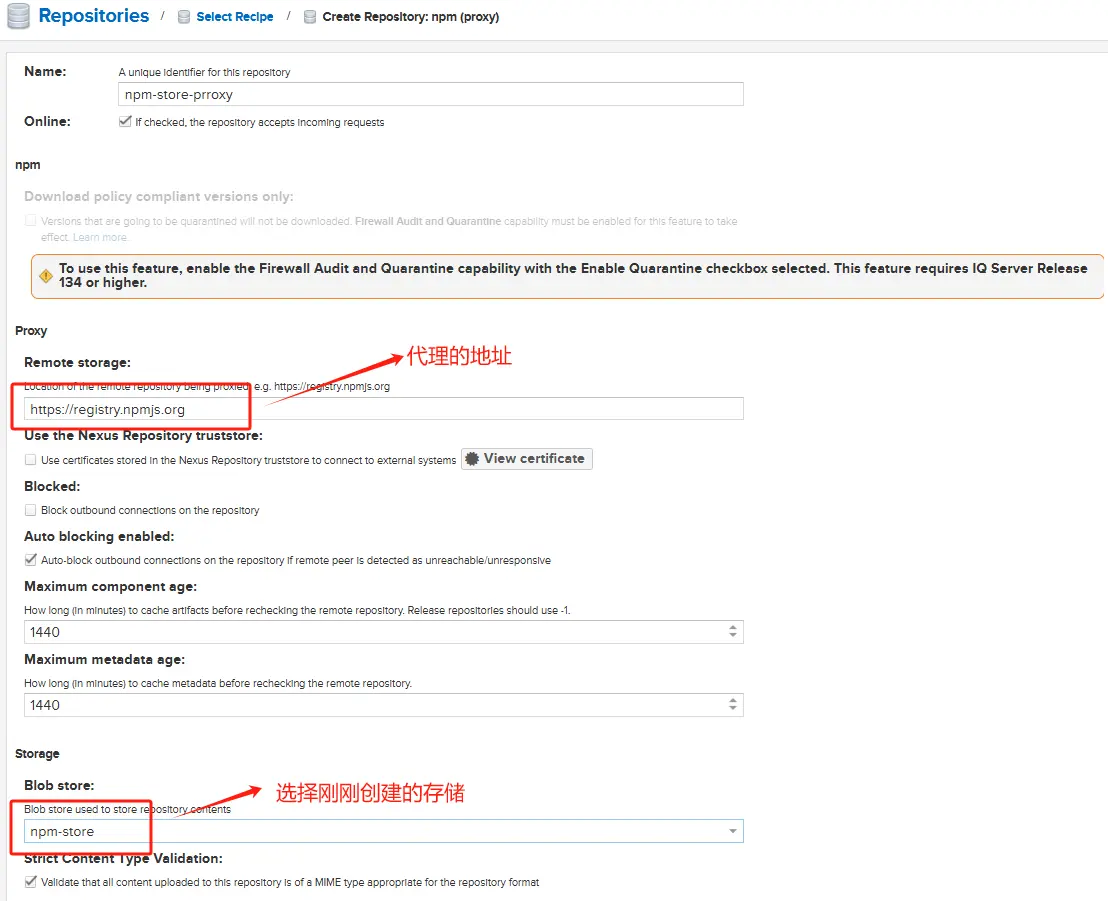 Repositories / Select Recipe / Create Repository: npm (proxy)
Name:
A unique identifier for this repository
npm-store-prroxy
Online:
If checked, the repository accepts incoming requests
npm
Download policy compliant versions only:
Versions that are going to be quarantined will not be downloaded. Firewall Audit and Quarantine capability must be enabled for this feature to take
effect. Learn more.
To use this feature, enable the Firewall Audit and Quarantine capability with the Enable Quarantine checkbox selected. This feature requires IQ Server Release
134 or higher.
Proxy
代理的地址
Remote storage:
Location of the remote repository being proxied, e.g. https://registry.npmjs.org
https://registry.npmjs.org
Use the Nexus Repository truststore:
Use certificates stored in the Nexus Repository truststore to connect to external systems
View certificate
Blocked:
Block outbound connections on the repository
Auto blocking enabled:
Auto-block outbound connections on the repository if remote peer is detected as unreachable/unresponsive
Maximum component age:
How long (in minutes) to cache artifacts before rechecking the remote repository. Release repositories should use -1.
1440
Maximum metadata age:
How long (in minutes) to cache metadata before rechecking the remote repository.
1440
Storage
Blob store:
选择刚刚创建的存储
Blob store used to store repository contents
npm-store
Strict Content Type Validation:
Validate that all content uploaded to this repository is of a MIME type appropriate for the repository format